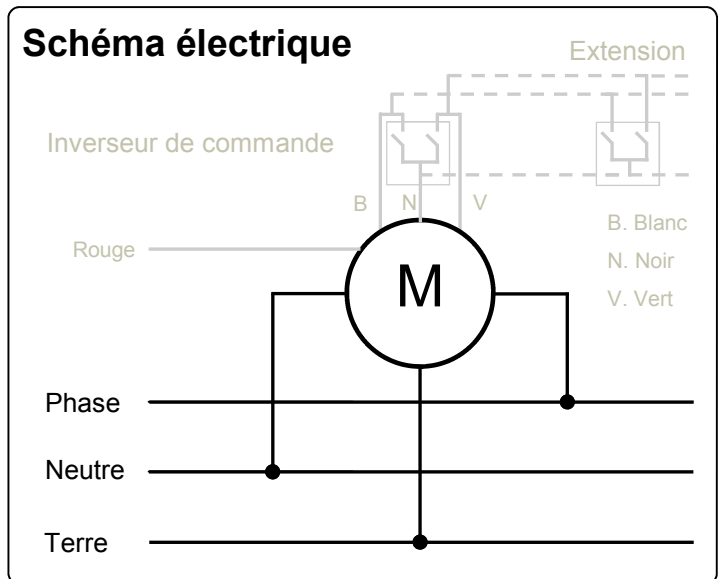 Schéma électrique
Extension
Inverseur de commande
B N V
B. Blanc
Rouge
N. Noir
M
V. Vert
Phase
Neutre
Terre